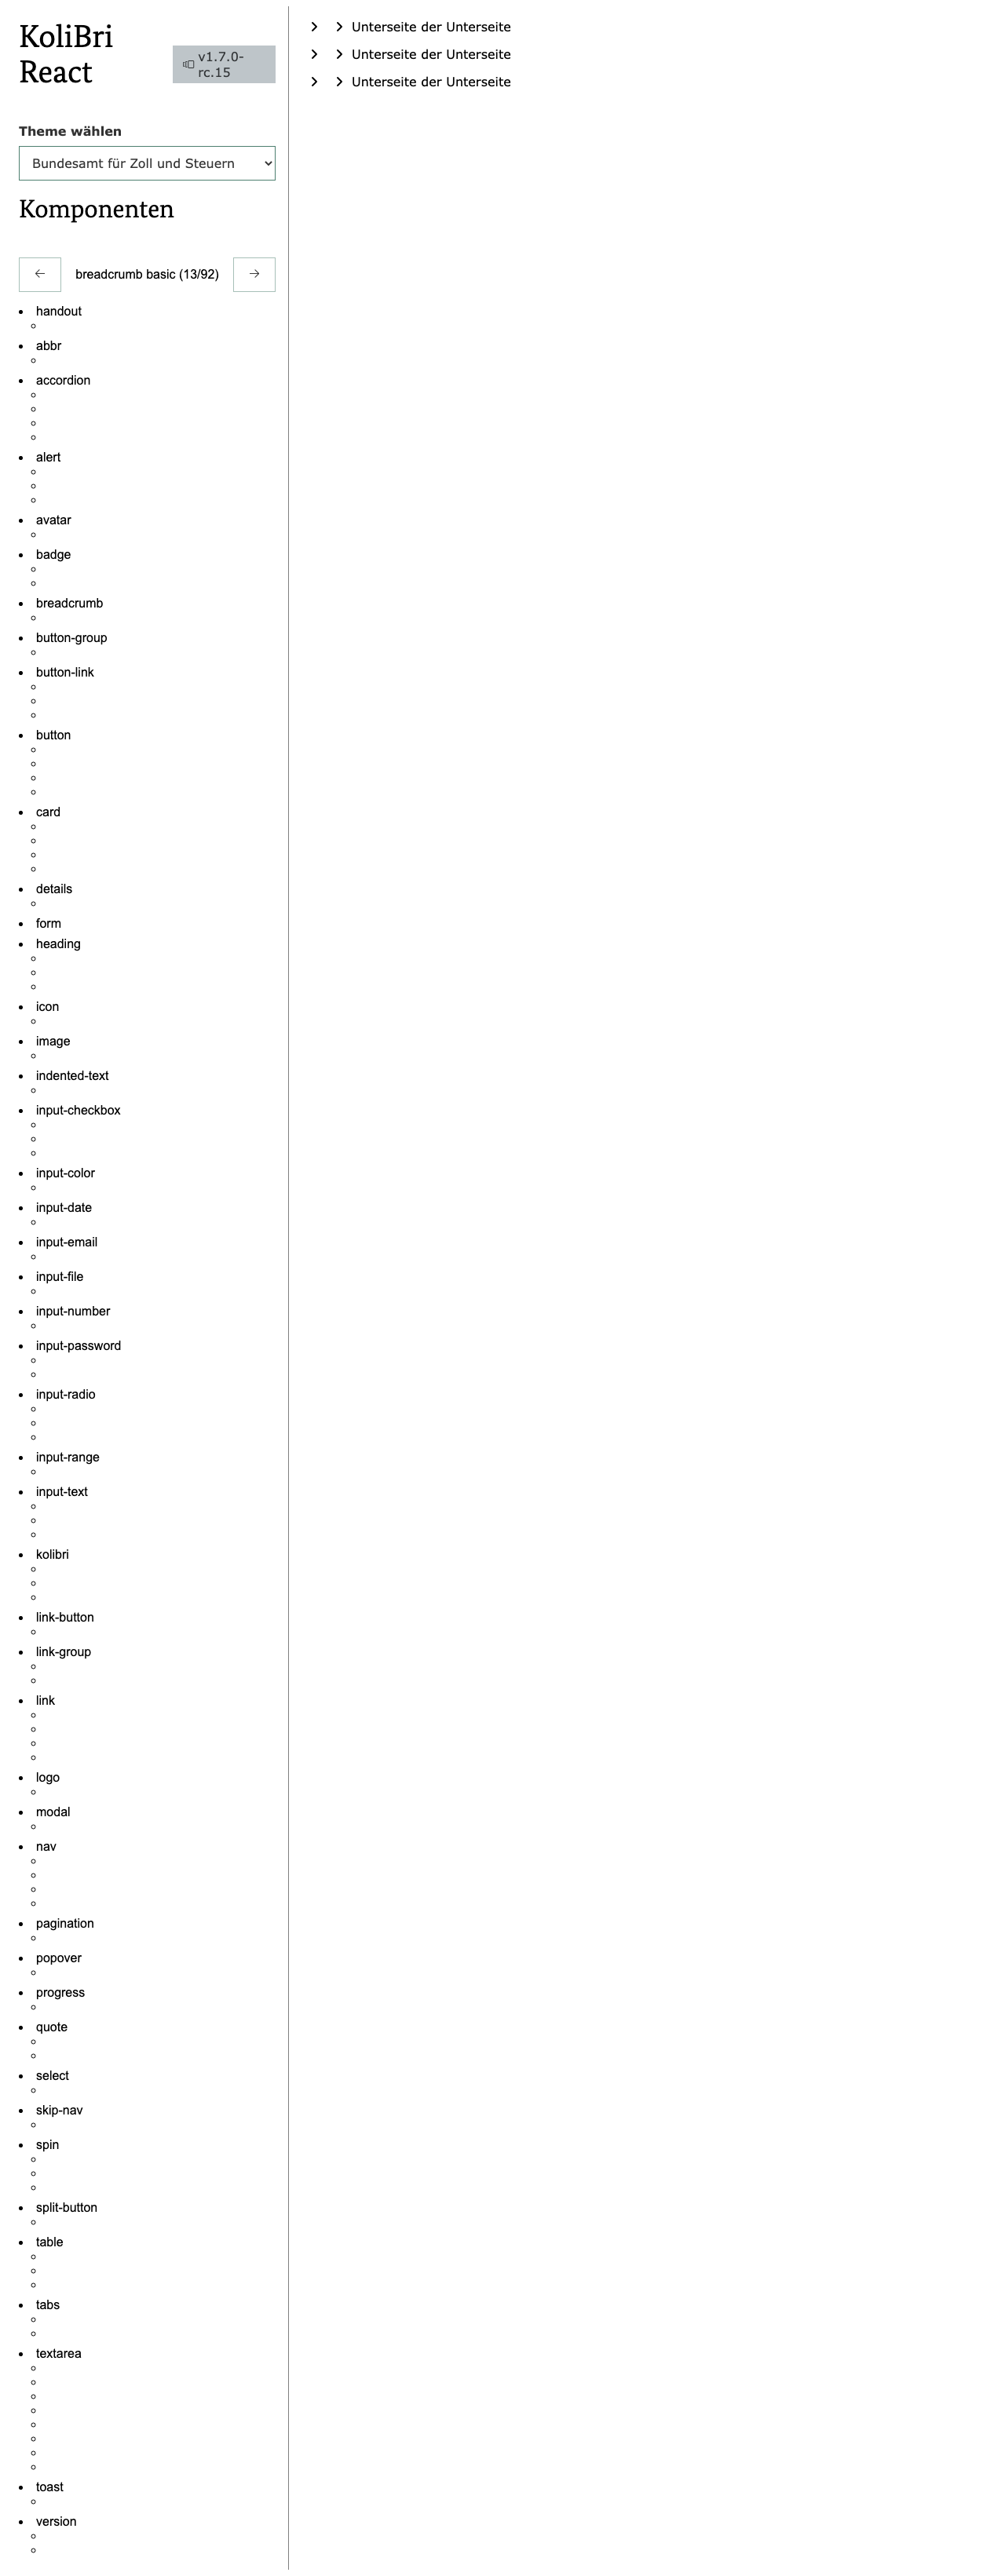 KoliBri
React
v1.7.0-
rc.15
Theme wählen
Bundesamt für Zoll und Steuern
Komponenten
breadcrumb basic (13/92)
handout
abbr
accordion
alert
avatar
badge
breadcrumb
button-group
button-link
button
card
details
form
heading
icon
image
indented-text
input-checkbox
input-color
input-date
input-email
input-file
input-number
input-password
input-radio
input-range
input-text
kolibri
link-button
link-group
link
logo
modal
nav
pagination
popover
progress
quote
select
skip-nav
spin
split-button
table
tabs
textarea
toast
version
Unterseite der Unterseite
Unterseite der Unterseite
Unterseite der Unterseite